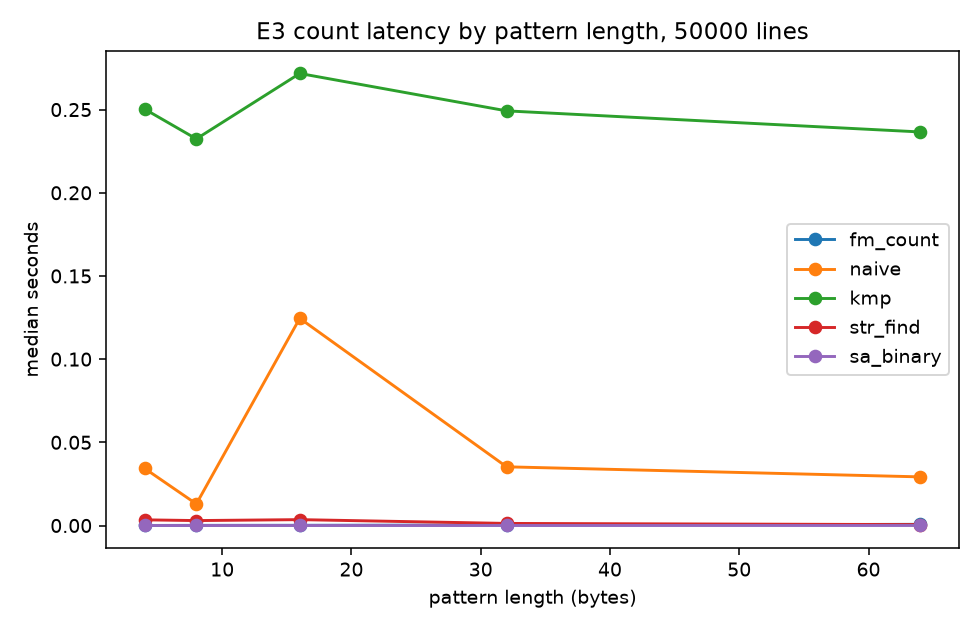 E3 count latency by pattern length, 50000 lines
median seconds
0.25
0.20
0.15
0.10
0.05
0.00
fm_count
naive
kmp
str_find
sa_binary
10 20 30 40 50 60
pattern length (bytes)